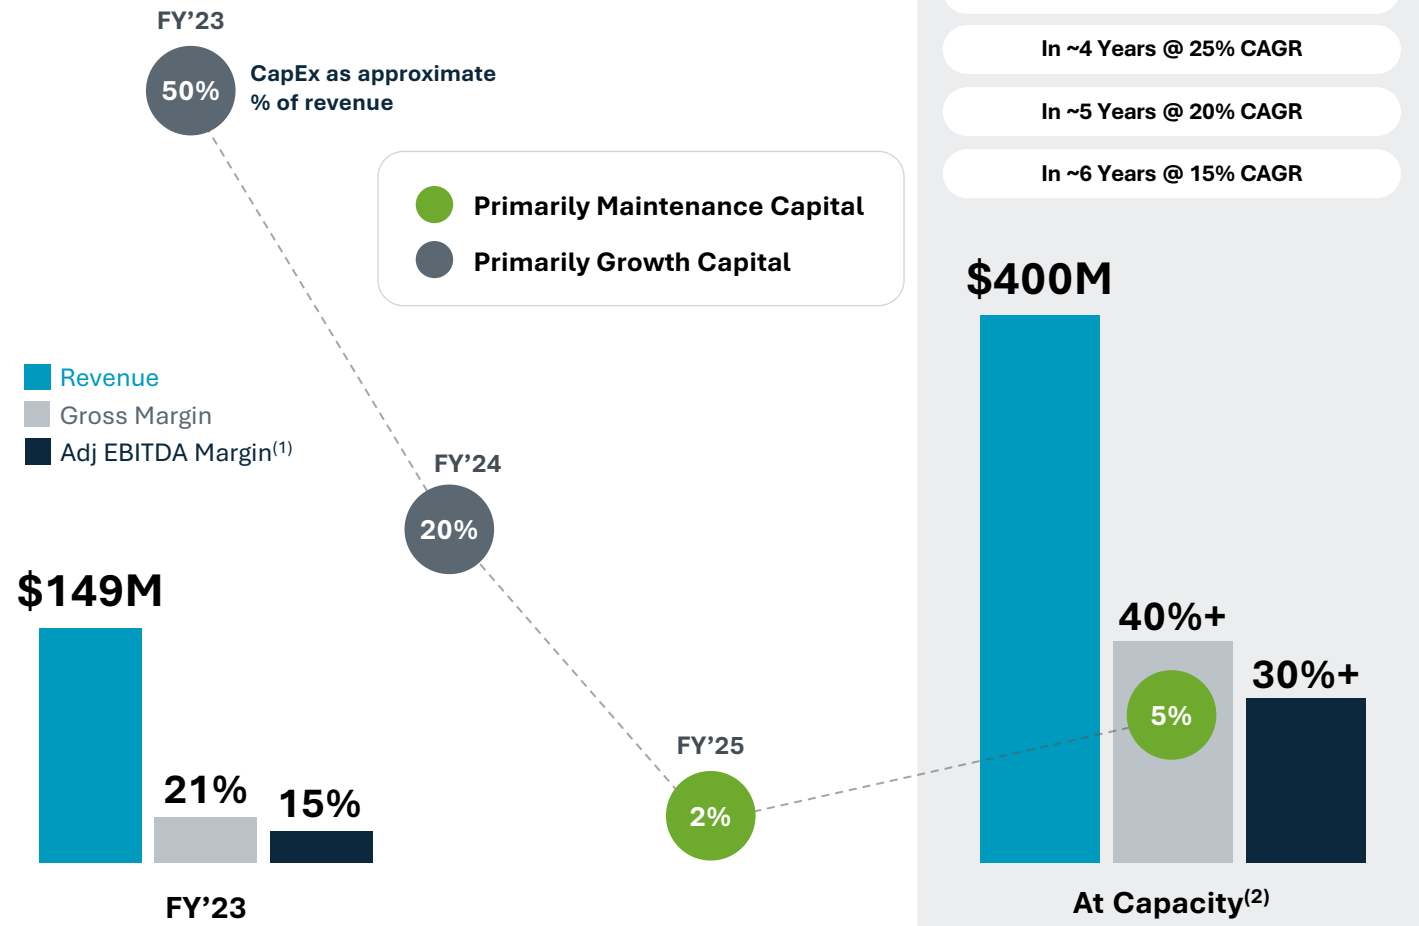 FY’23
50%
CapEx as approximate
% of revenue
In ~4 Years @ 25% CAGR
In ~5 Years @ 20% CAGR
In ~6 Years @ 15% CAGR
Primarily Maintenance Capital
Primarily Growth Capital
Revenue
Gross Margin
Adj EBITDA Margin(1)
FY’24
20%
FY’25
2%
$149M
21%
15%
FY’23
$400M
40%+
30%+
5%
At Capacity(2)